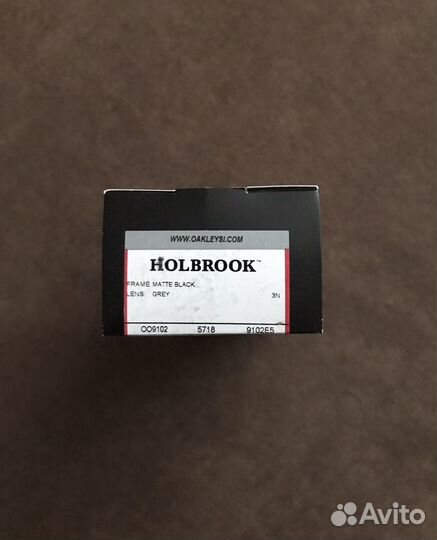 WWW.OAKLEYSI.COM
HOLBROOK™
FRAME MATTE BLACK
LENS: GREY 3N
OO9102 5718 9102E5
Avito